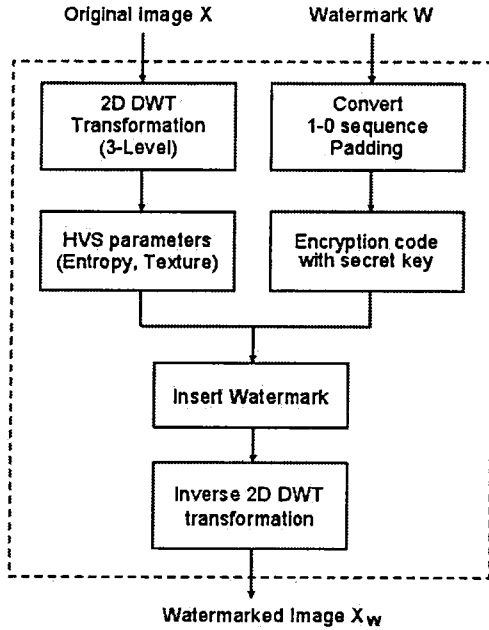 Original Image X
Watermark W
2D DWT
Transformation
(3-Level)
Convert
1-0 sequence
Padding
HVS parameters
(Entropy, Texture)
Encryption code
with secret key
Insert Watermark
Inverse 2D DWT
transformation
Watermarked Image Xw